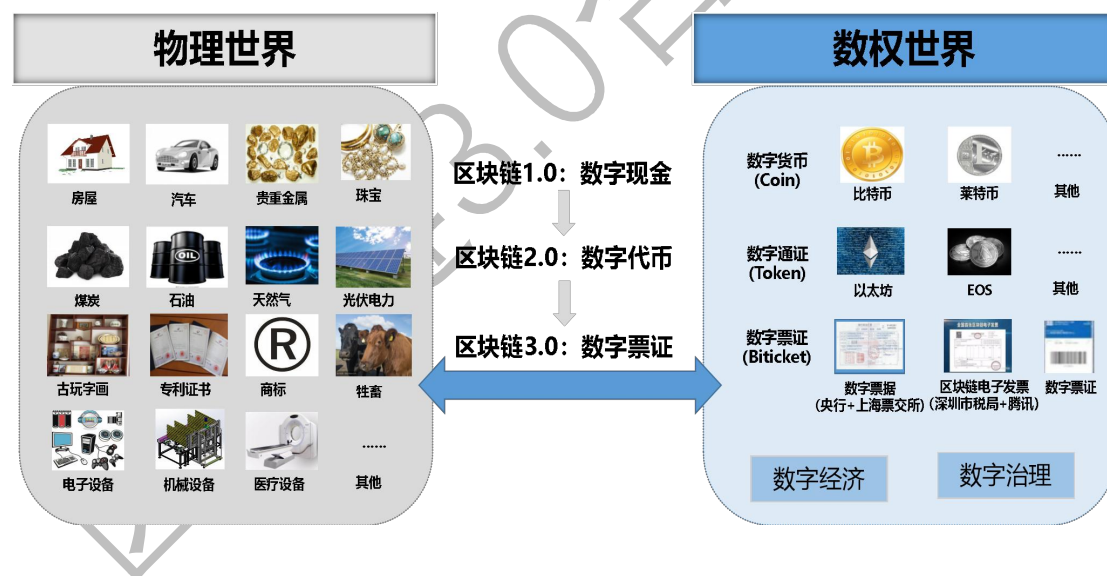 物理世界
房屋
汽车
贵重金属
珠宝
煤炭
OIL
石油
天然气
光伏电力
古玩字画
专利证书
®
商标
牲畜
电子设备
机械设备
医疗设备
......
其他
区块链1.0：数字现金
区块链2.0：数字代币
区块链3.0：数字票证
数权世界
数字货币
(Coin)
比特币
莱特币
......
其他
数字通证
(Token)
以太坊
EOS
......
其他
数字票证
(Biticket)
数字票据
(央行+上海票交所)
区块链电子发票
(深圳市税局+腾讯)
数字票证
数字经济
数字治理